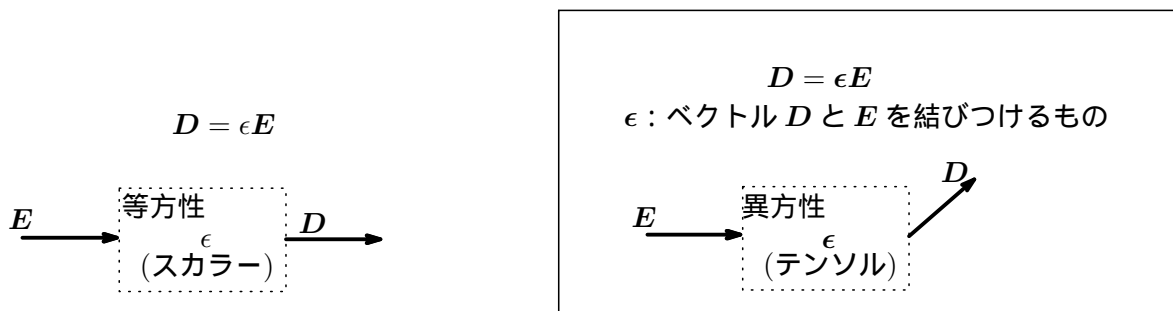 D = ϵE
E
等方性
ϵ
(スカラー)
D
D = ϵE
ϵ：ベクトル D と E を結びつけるもの
E
異方性
ϵ
(テンソル)
D